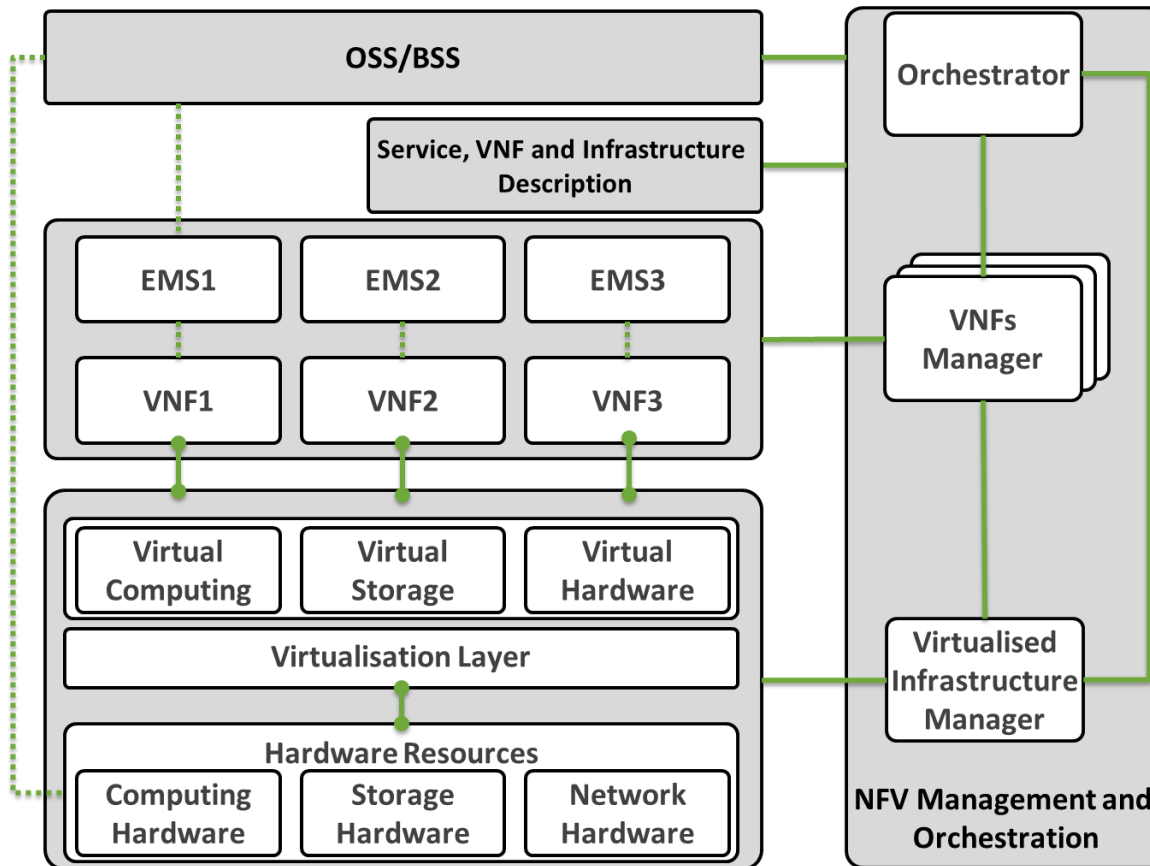 OSS/BSS
Orchestrator
Service, VNF and Infrastructure
Description
EMS1
EMS2
EMS3
VNFs
Manager
VNF1
VNF2
VNF3
Virtual
Computing
Virtual
Storage
Virtual
Hardware
Virtualisation Layer
Virtualised
Infrastructure
Manager
Hardware Resources
Computing
Hardware
Storage
Hardware
Network
Hardware
NFV Management and
Orchestration